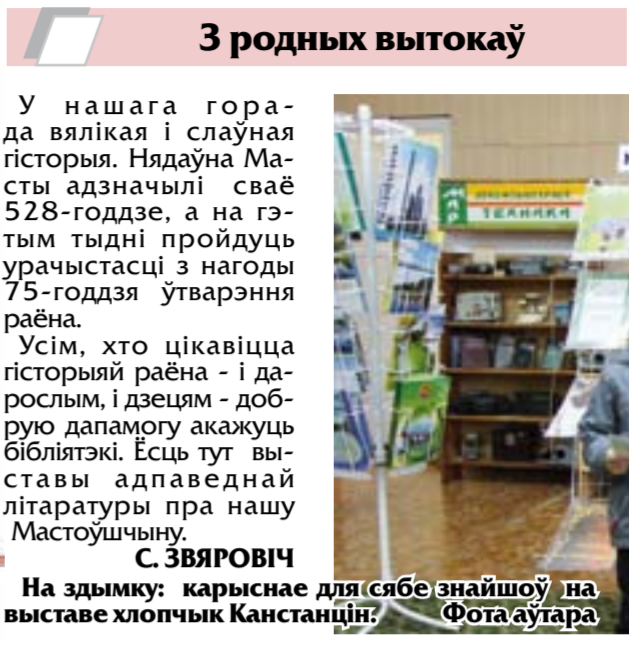 З родных вытокаў
У нашага гора-
да вялікая і слаўная
гісторыя. Нядаўна Ма-
сты адзначылі сваё
528-годдзе, а на гэ-
тым тыдні пройдуць
урачыстасці з нагоды
75-годдзя ўтварэння
раёна.
Усім, хто цікавіцца
гісторыяй раёна - і да-
рослым, і дзецям - доб-
рую дапамогу акажуць
бібліятэкі. Ёсць тут вы-
ставы адпаведнай
літаратуры пра нашу
Мастоўшчыну.
С. ЗВЯРОВІЧ
На здымку: карыснае для сябе знайшоў на
выставе хлопчык Канстанцін. Фота аўтара
МАР
ТЕХНИКА